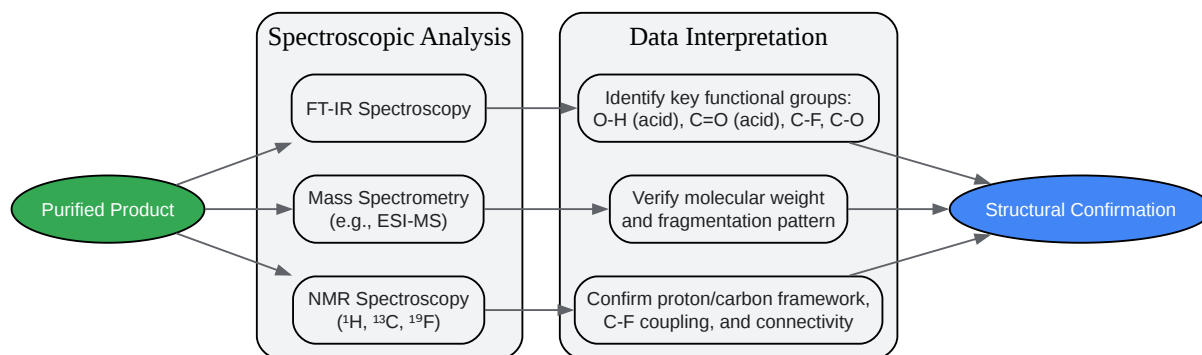 Spectroscopic Analysis
Data Interpretation
FT-IR Spectroscopy
Identify key functional groups:
O-H (acid), C=O (acid), C-F, C-O
Purified Product
Mass Spectrometry
(e.g., ESI-MS)
Verify molecular weight
and fragmentation pattern
Structural Confirmation
NMR Spectroscopy
(¹H, ¹³C, ¹⁹F)
Confirm proton/carbon framework,
C-F coupling, and connectivity